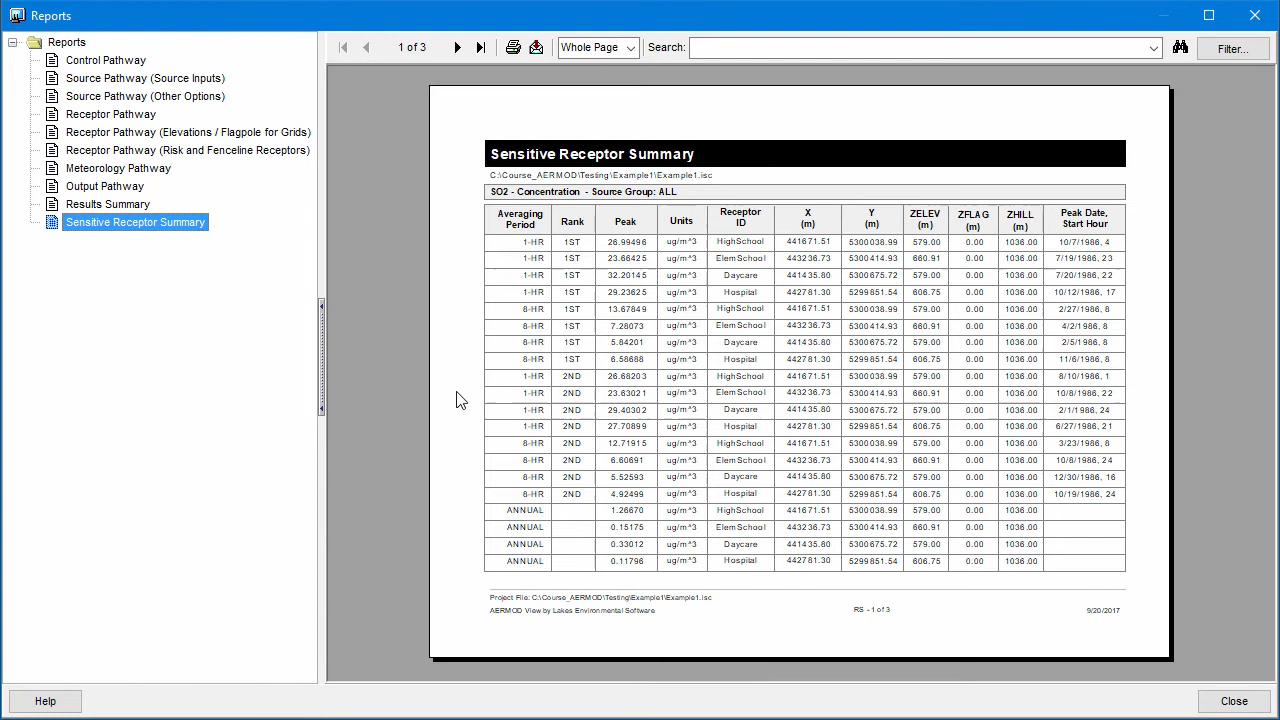 Reports
Reports
Control Pathway
Source Pathway (Source Inputs)
Source Pathway (Other Options)
Receptor Pathway
Receptor Pathway (Elevations / Flagpole for Grids)
Receptor Pathway (Risk and Fenceline Receptors)
Meteorology Pathway
Output Pathway
Results Summary
Sensitive Receptor Summary
1 of 3 Whole Page Search: Filter...
Sensitive Receptor Summary
C:\Course_AERMOD\Testing\Example1\Example1.isc
SO2 - Concentration - Source Group: ALL
Averaging Period Rank Peak Units Receptor ID X (m) Y (m) ZELEV (m) ZFLAG (m) ZHILL (m) Peak Date, Start Hour
1-HR 1ST 26.99496 ug/m^3 HighSchool 441671.51 5300038.99 579.00 0.00 1036.00 10/7/1986, 4
1-HR 1ST 23.66425 ug/m^3 ElemSchool 443236.73 5300414.93 660.91 0.00 1036.00 7/19/1986, 23
1-HR 1ST 32.20145 ug/m^3 Daycare 441435.80 5300675.72 579.00 0.00 1036.00 7/20/1986, 22
1-HR 1ST 29.23625 ug/m^3 Hospital 442781.30 5299851.54 606.75 0.00 1036.00 10/12/1986, 17
8-HR 1ST 13.67849 ug/m^3 HighSchool 441671.51 5300038.99 579.00 0.00 1036.00 2/27/1986, 8
8-HR 1ST 7.28073 ug/m^3 ElemSchool 443236.73 5300414.93 660.91 0.00 1036.00 4/2/1986, 8
8-HR 1ST 5.84201 ug/m^3 Daycare 441435.80 5300675.72 579.00 0.00 1036.00 2/5/1986, 8
8-HR 1ST 6.58688 ug/m^3 Hospital 442781.30 5299851.54 606.75 0.00 1036.00 11/6/1986, 8
1-HR 2ND 26.68203 ug/m^3 HighSchool 441671.51 5300038.99 579.00 0.00 1036.00 8/10/1986, 1
1-HR 2ND 23.63021 ug/m^3 ElemSchool 443236.73 5300414.93 660.91 0.00 1036.00 10/8/1986, 22
1-HR 2ND 29.40302 ug/m^3 Daycare 441435.80 5300675.72 579.00 0.00 1036.00 2/1/1986, 24
1-HR 2ND 27.70899 ug/m^3 Hospital 442781.30 5299851.54 606.75 0.00 1036.00 6/27/1986, 21
8-HR 2ND 12.71915 ug/m^3 HighSchool 441671.51 5300038.99 579.00 0.00 1036.00 3/23/1986, 8
8-HR 2ND 6.60691 ug/m^3 ElemSchool 443236.73 5300414.93 660.91 0.00 1036.00 10/8/1986, 24
8-HR 2ND 5.52593 ug/m^3 Daycare 441435.80 5300675.72 579.00 0.00 1036.00 12/30/1986, 16
8-HR 2ND 4.92499 ug/m^3 Hospital 442781.30 5299851.54 606.75 0.00 1036.00 10/19/1986, 24
ANNUAL 1.26670 ug/m^3 HighSchool 441671.51 5300038.99 579.00 0.00 1036.00
ANNUAL 0.15175 ug/m^3 ElemSchool 443236.73 5300414.93 660.91 0.00 1036.00
ANNUAL 0.33012 ug/m^3 Daycare 441435.80 5300675.72 579.00 0.00 1036.00
ANNUAL 0.11796 ug/m^3 Hospital 442781.30 5299851.54 606.75 0.00 1036.00
Project File: C:\Course_AERMOD\Testing\Example1\Example1.isc
AERMOD View by Lakes Environmental Software RS - 1 of 3 9/20/2017
Help Close